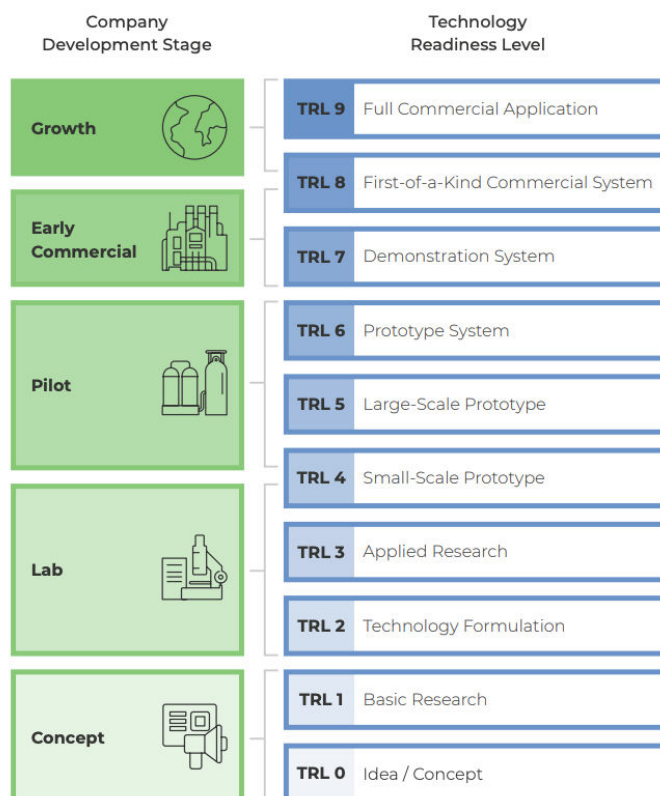 Company
Development Stage
Technology
Readiness Level
Growth
TRL 9 Full Commercial Application
TRL 8 First-of-a-Kind Commercial System
Early
Commercial
TRL 7 Demonstration System
Pilot
TRL 6 Prototype System
TRL 5 Large-Scale Prototype
TRL 4 Small-Scale Prototype
Lab
TRL 3 Applied Research
TRL 2 Technology Formulation
Concept
TRL 1 Basic Research
TRL 0 Idea / Concept